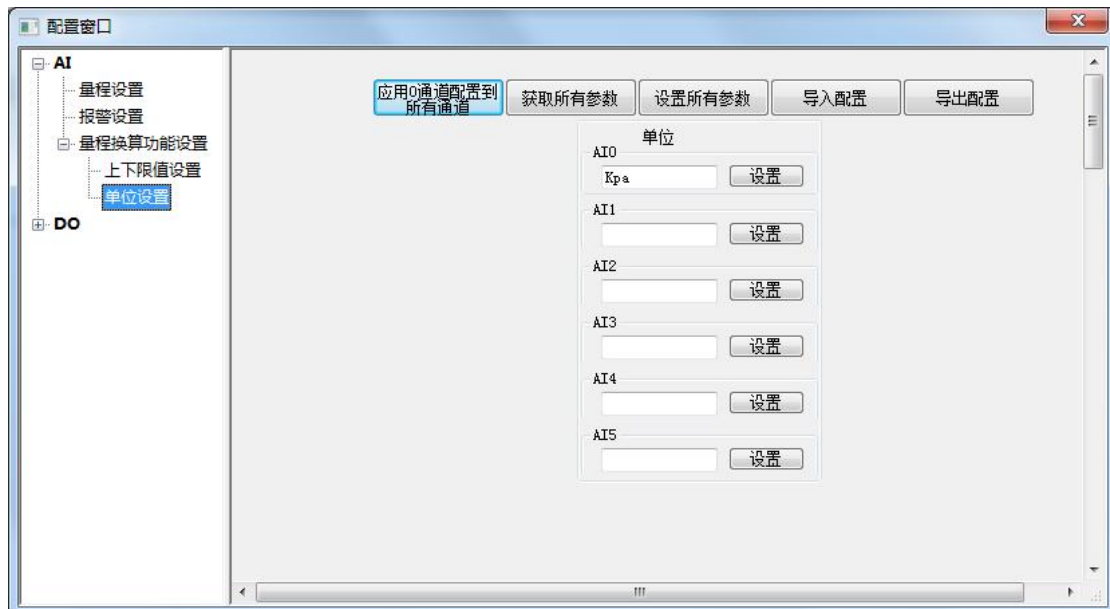 配置窗口
AI
量程设置
报警设置
量程换算功能设置
上下限值设置
单位设置
DO
应用0通道配置到
所有通道
获取所有参数
设置所有参数
导入配置
导出配置
单位
AI0
Kpa
设置
AI1
设置
AI2
设置
AI3
设置
AI4
设置
AI5
设置